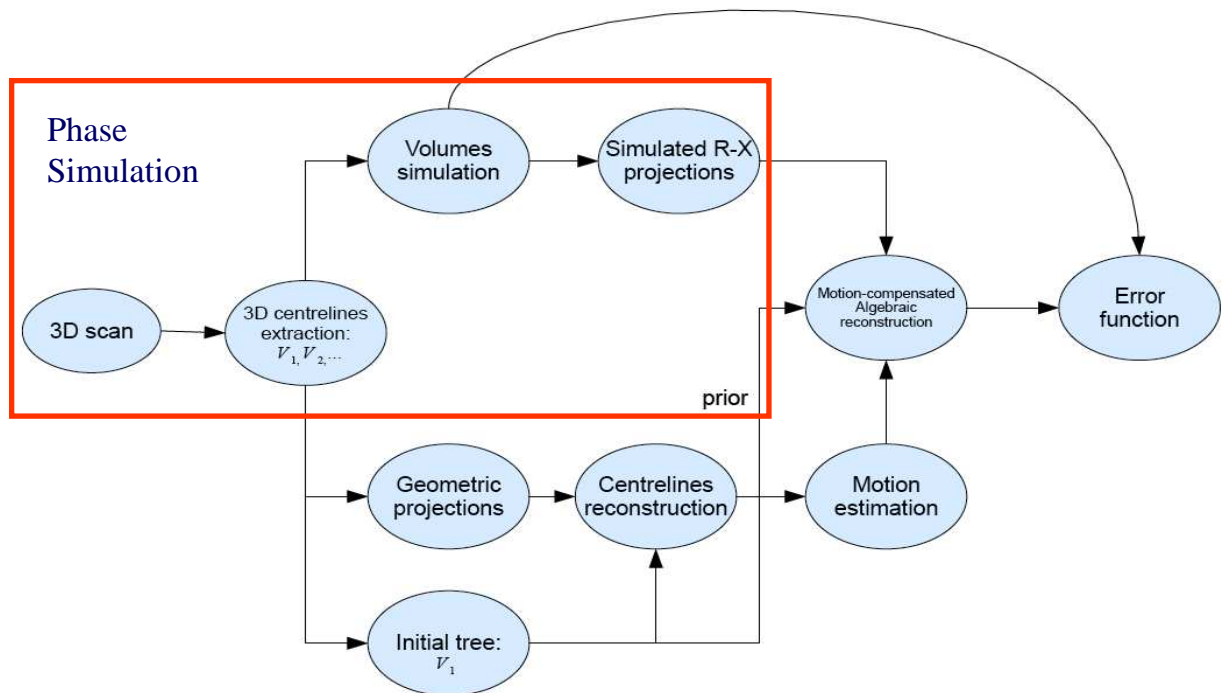 Phase
Simulation
Volumes
simulation
Simulated R-X
projections
3D scan
3D centrelines
extraction:
V₁, V₂,...
Motion-compensated
Algebraic
reconstruction
Error
function
prior
Geometric
projections
Centrelines
reconstruction
Motion
estimation
Initial tree:
V₁